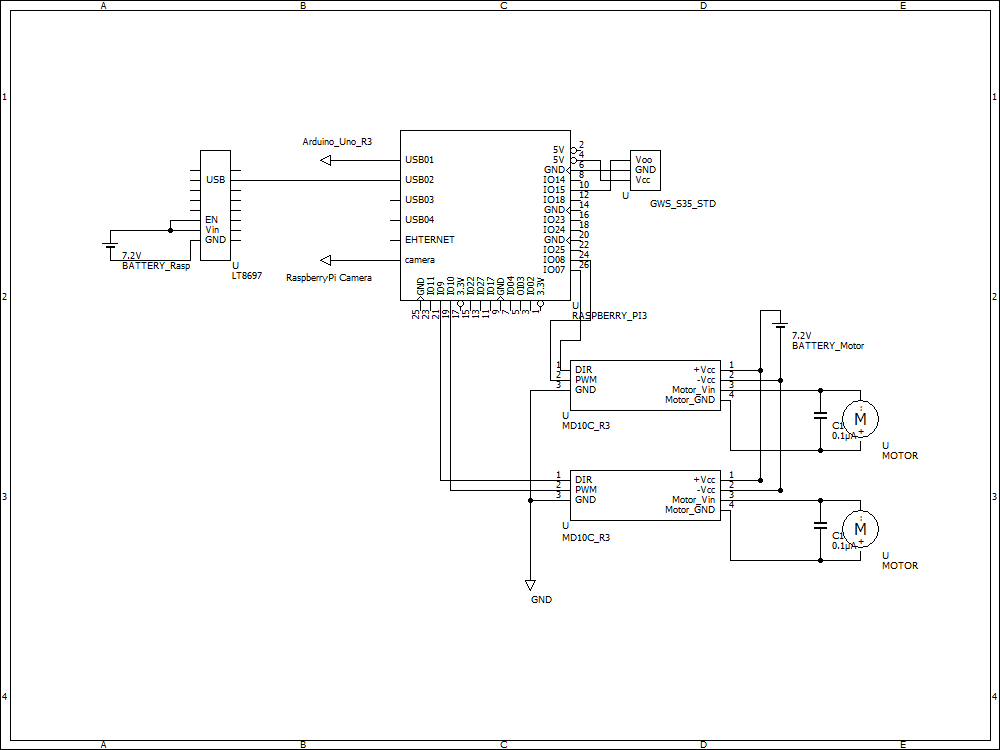 A B C D E
1 1
Arduino_Uno_R3
USB01
USB02
USB03
USB04
EHTERNET
camera
5V 2
5V 4
GND 6
IO14 8
IO15 10
IO18 12
GND 14
IO23 16
IO24 18
GND 20
IO25 22
IO08 24
IO07 26
Voo
GND
Vcc
U
GWS_S35_STD
USB
EN
Vin
GND
7.2V
BATTERY_Rasp
U
LT8697
RaspberryPi Camera
GND IO11 IO9 IO10 3.3V IO22 IO27 IO17 GND IO04 IO03 IO02 3.3V
25 23 21 19 17 15 13 11 9 7 5 3 1
2 2
U
RASPBERRY_PI3
7.2V
BATTERY_Motor
1 DIR +Vcc 1
2 PWM -Vcc 2
3 GND Motor_Vin 3
Motor_GND 4
U
MD10C_R3
C1
0.1μA
M
+
U
MOTOR
1 DIR +Vcc 1
2 PWM -Vcc 2
3 GND Motor_Vin 3
Motor_GND 4
3 3
U
MD10C_R3
C1
0.1μA
M
+
U
MOTOR
GND
4 4
A B C D E